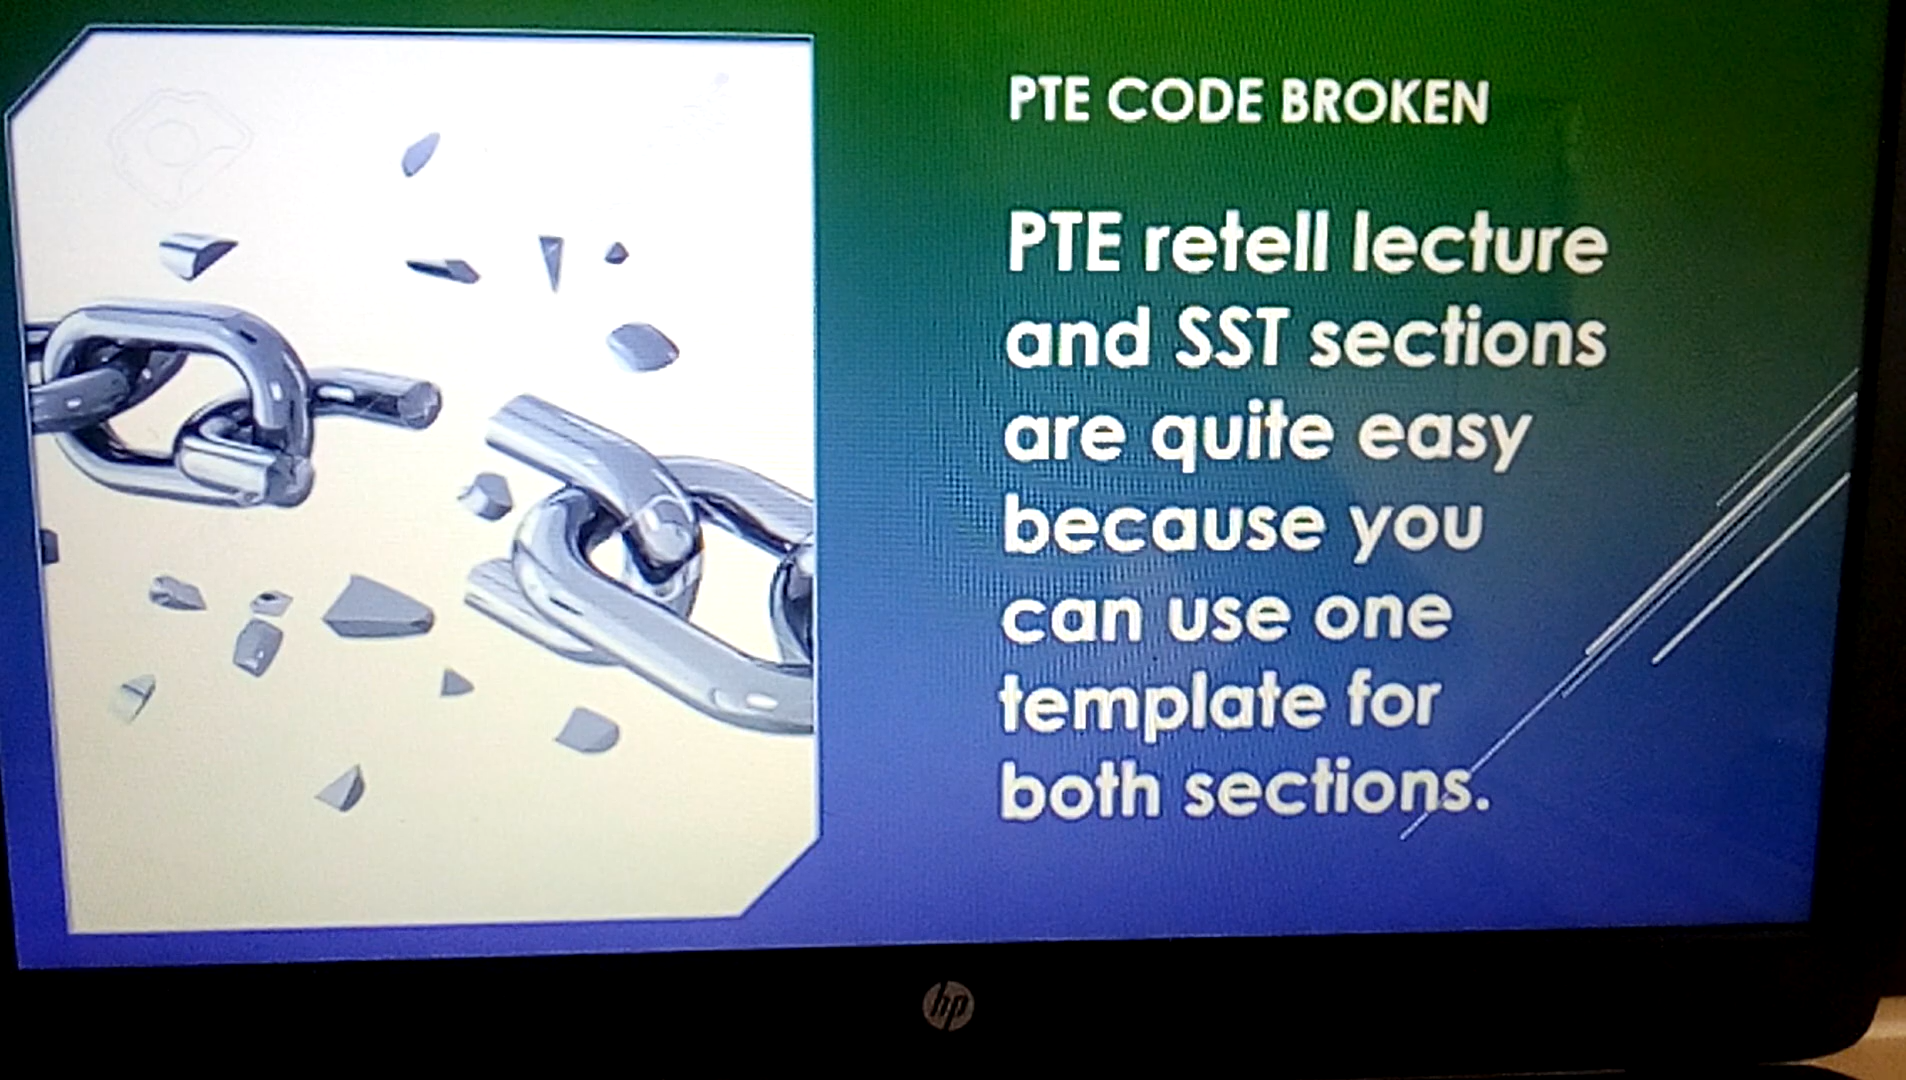 PTE CODE BROKEN
PTE retell lecture
and SST sections
are quite easy
because you
can use one
template for
both sections.
hp